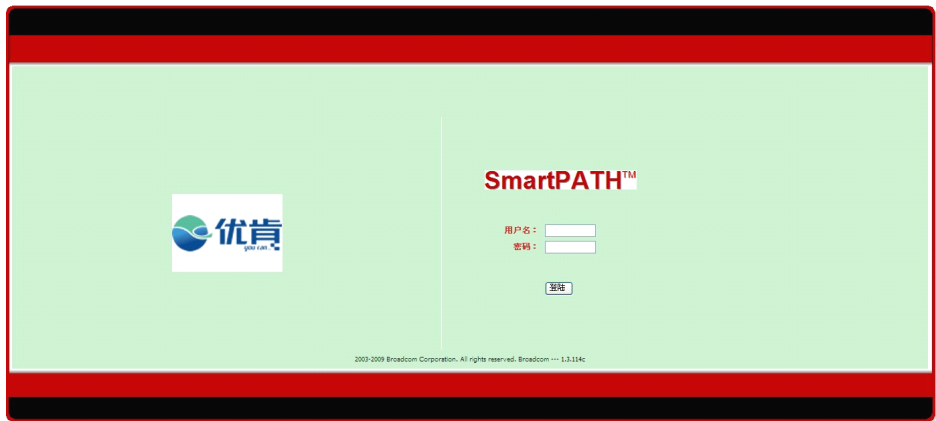 优肯
you can
SmartPATH™
用户名：
密码：
登陆
2003-2009 Broadcom Corporation. All rights reserved. Broadcom --- 1.3.114c